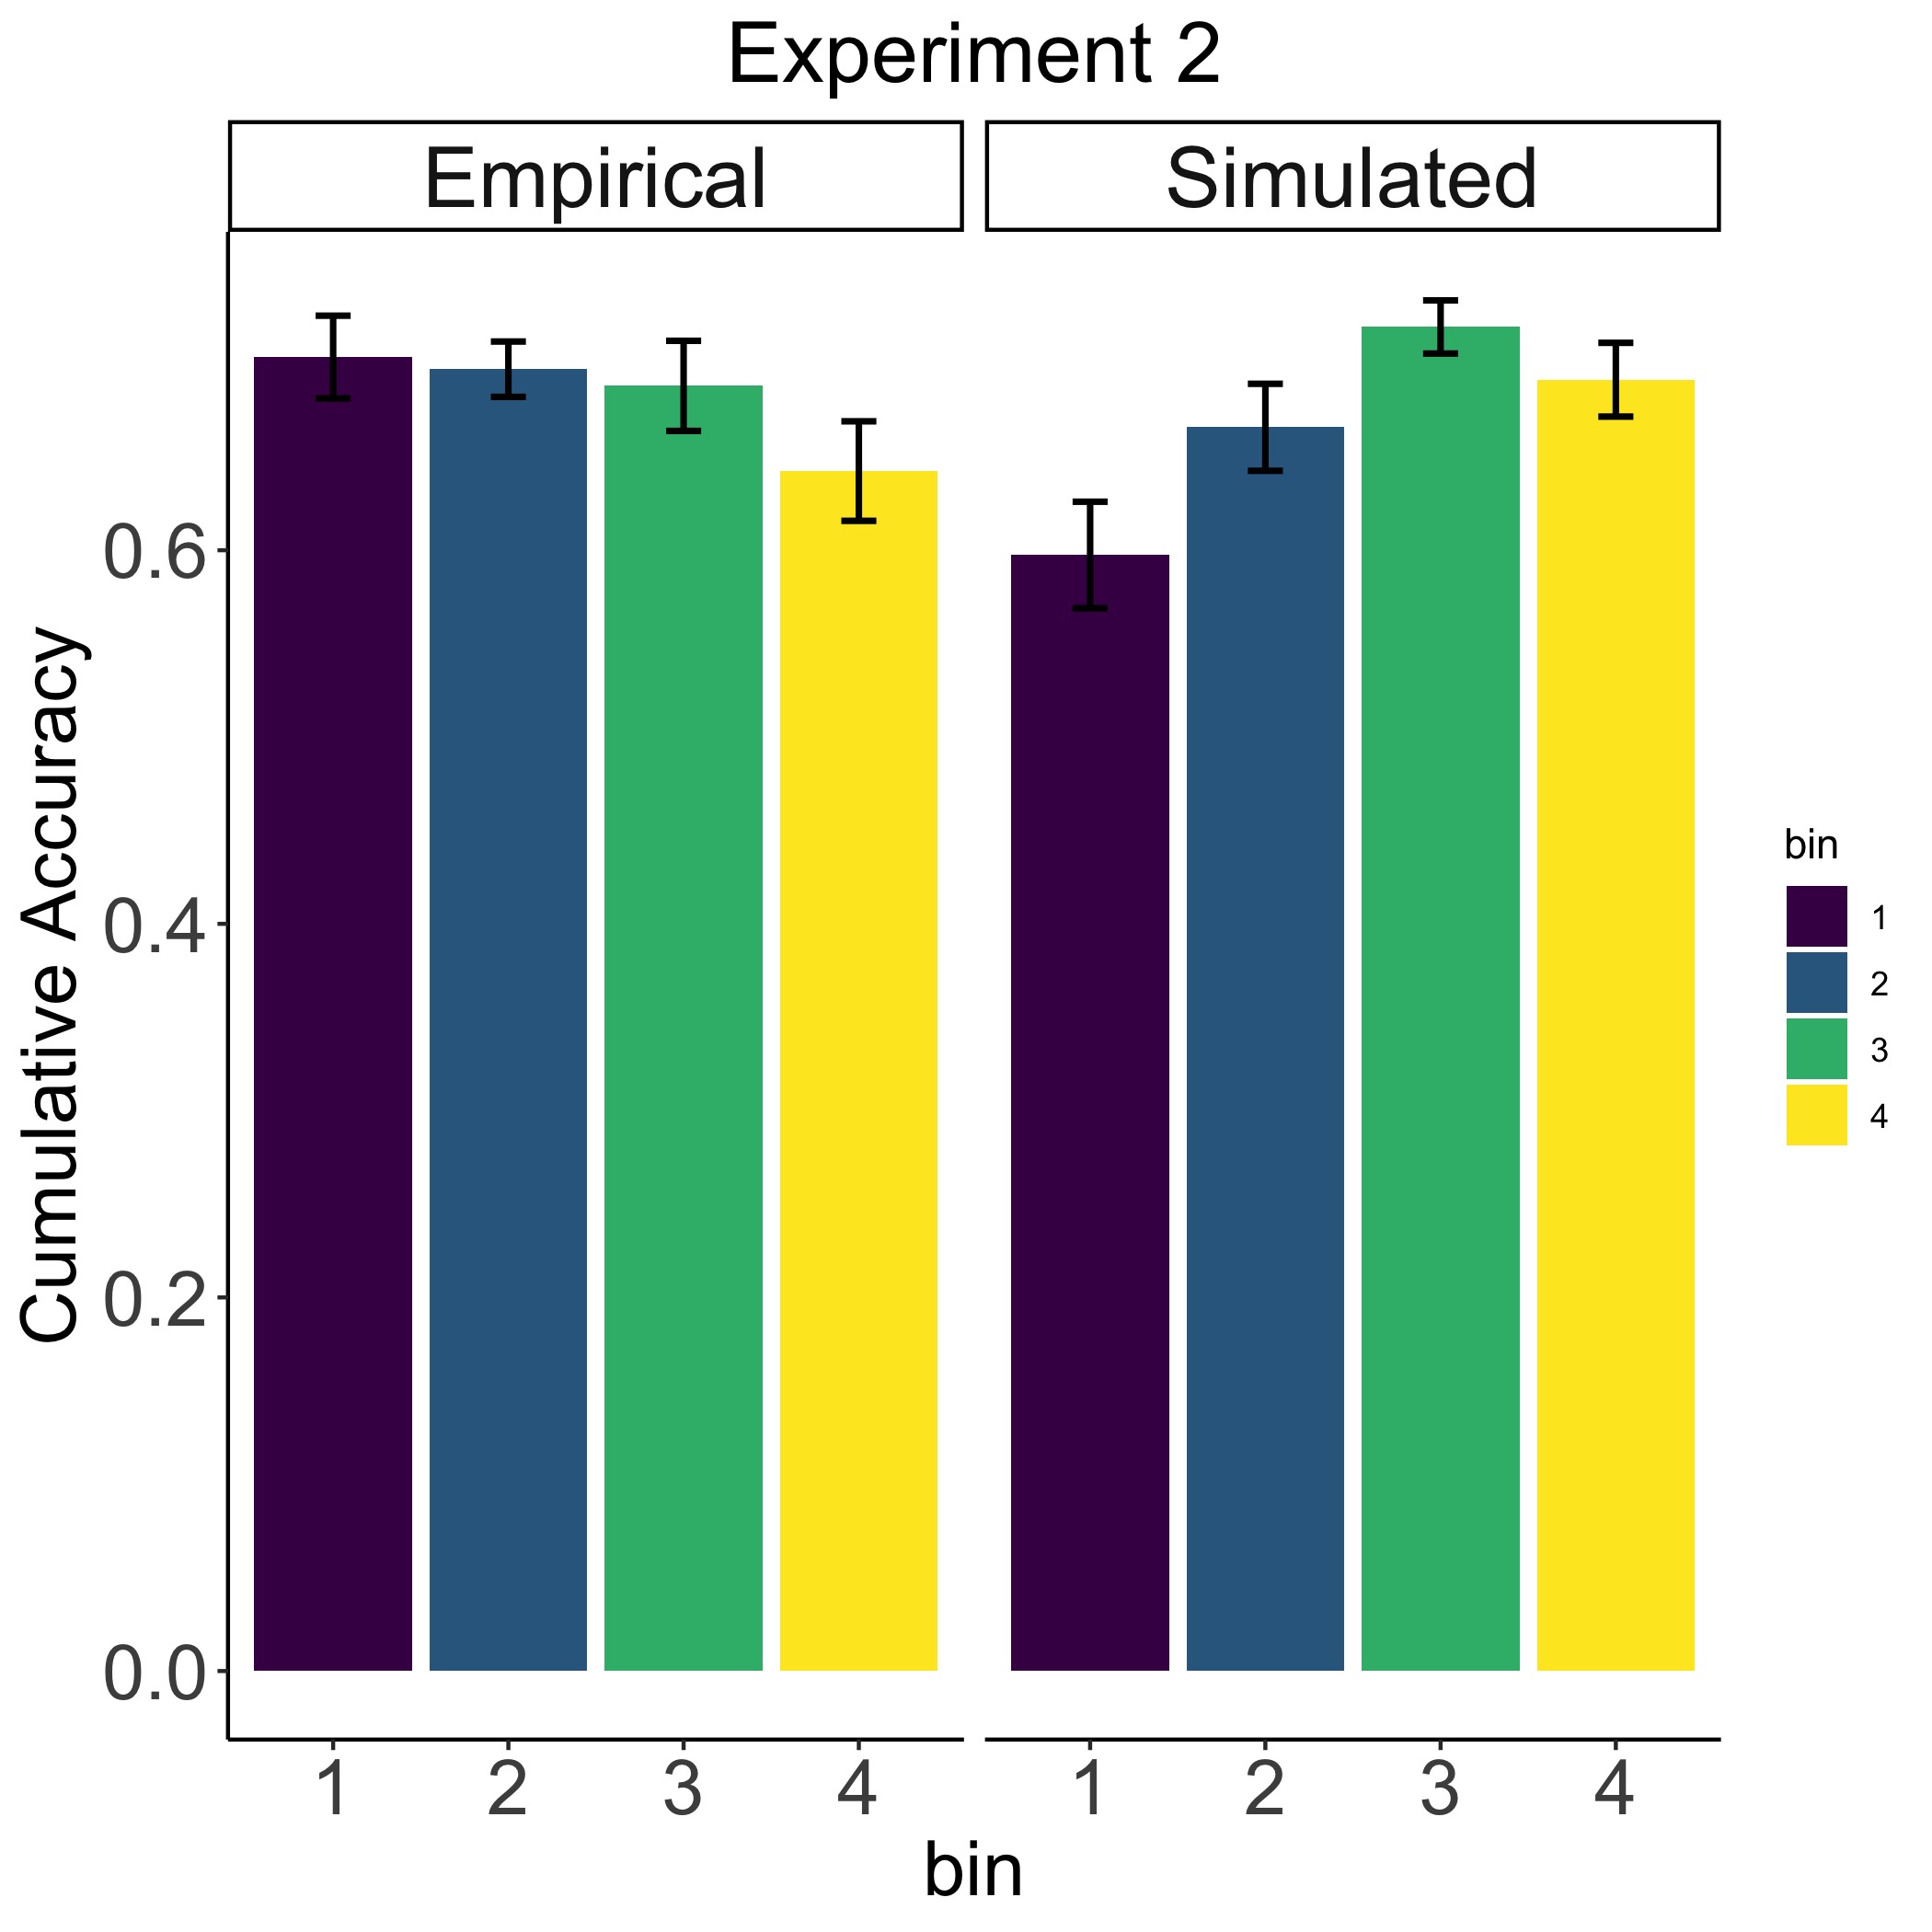 Experiment 2
Empirical
Simulated
Cumulative Accuracy
0.6
0.4
0.2
0.0
1 2 3 4
1 2 3 4
bin
bin
1
2
3
4